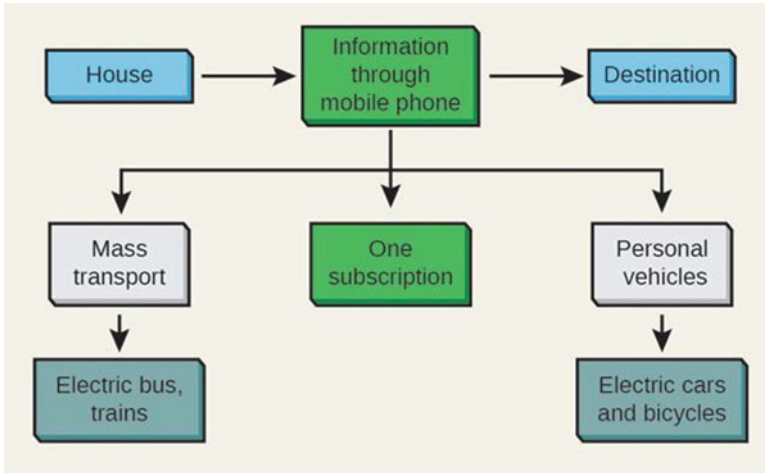 House
Information
through
mobile phone
Destination
Mass
transport
One
subscription
Personal
vehicles
Electric bus,
trains
Electric cars
and bicycles